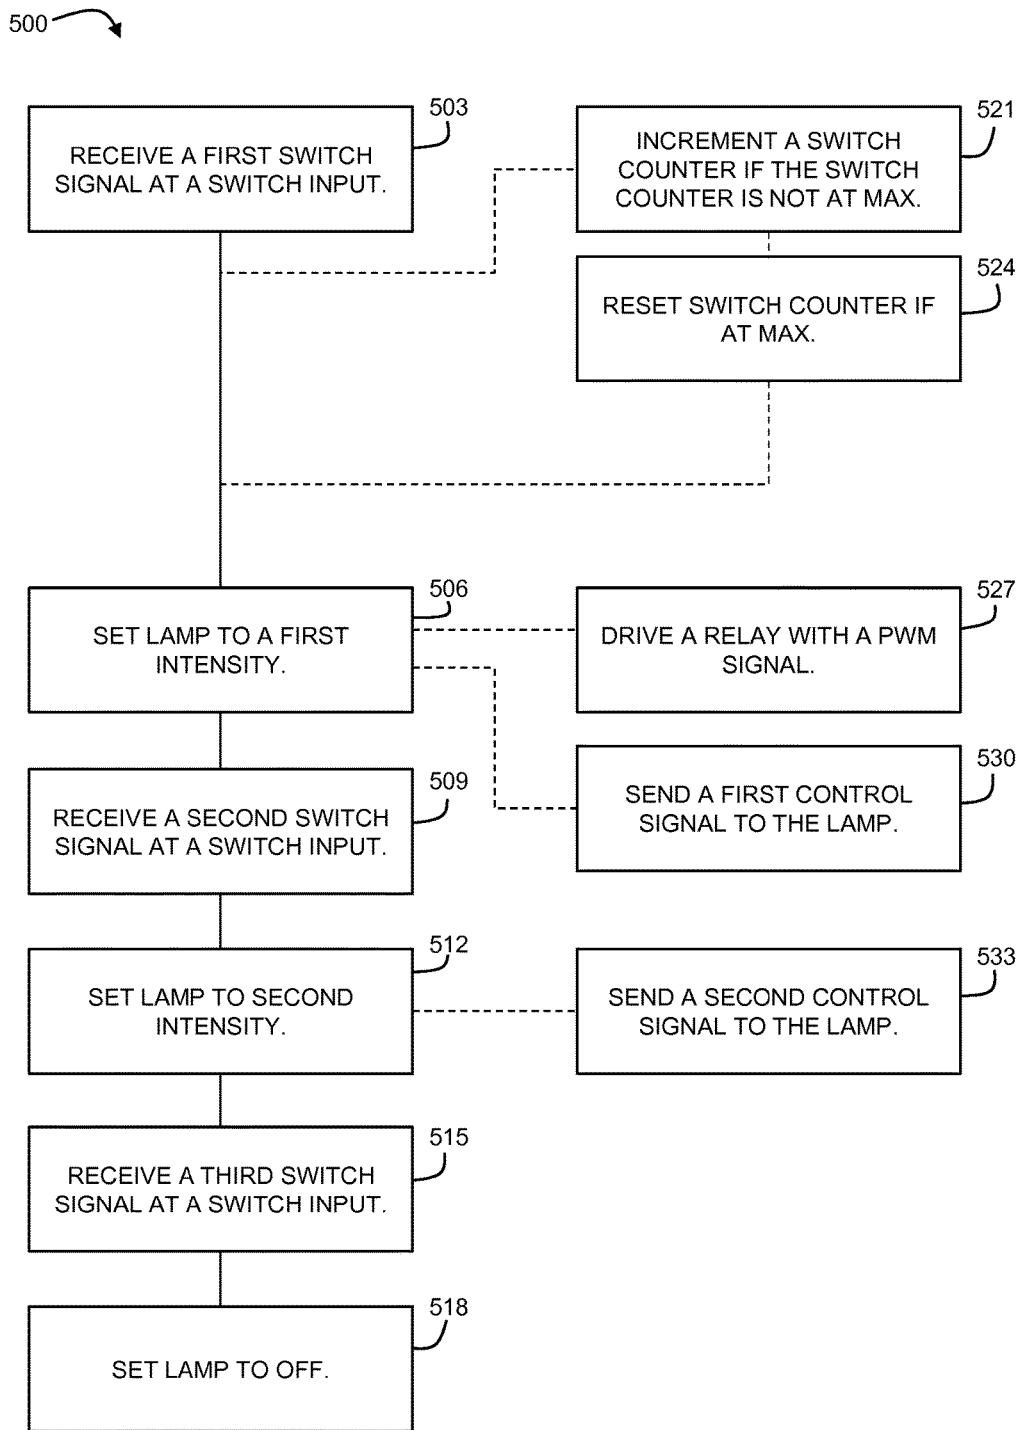 500
503
RECEIVE A FIRST SWITCH
SIGNAL AT A SWITCH INPUT.
521
INCREMENT A SWITCH
COUNTER IF THE SWITCH
COUNTER IS NOT AT MAX.
524
RESET SWITCH COUNTER IF
AT MAX.
506
SET LAMP TO A FIRST
INTENSITY.
527
DRIVE A RELAY WITH A PWM
SIGNAL.
509
RECEIVE A SECOND SWITCH
SIGNAL AT A SWITCH INPUT.
530
SEND A FIRST CONTROL
SIGNAL TO THE LAMP.
512
SET LAMP TO SECOND
INTENSITY.
533
SEND A SECOND CONTROL
SIGNAL TO THE LAMP.
515
RECEIVE A THIRD SWITCH
SIGNAL AT A SWITCH INPUT.
518
SET LAMP TO OFF.